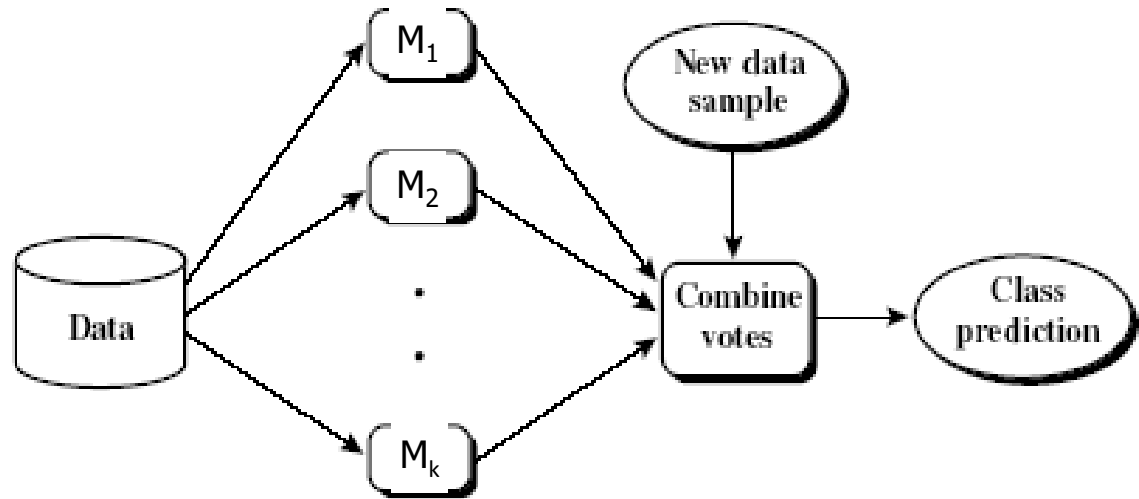 M1
New data
sample
M2
Data
Combine
votes
Class
prediction
Mk